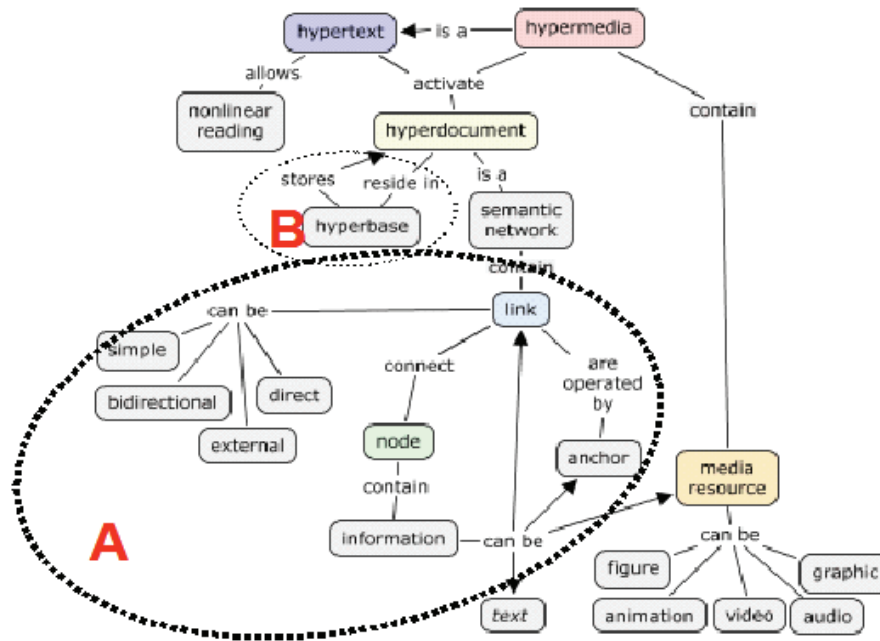 hypertext
is a
hypermedia
allows
activate
contain
nonlinear
reading
hyperdocument
stores
reside in
is a
B
hyperbase
semantic
network
contain
link
can be
simple
connect
are
operated
by
bidirectional
direct
external
node
anchor
media
resource
contain
A
information
can be
can be
figure
graphic
text
animation
video
audio